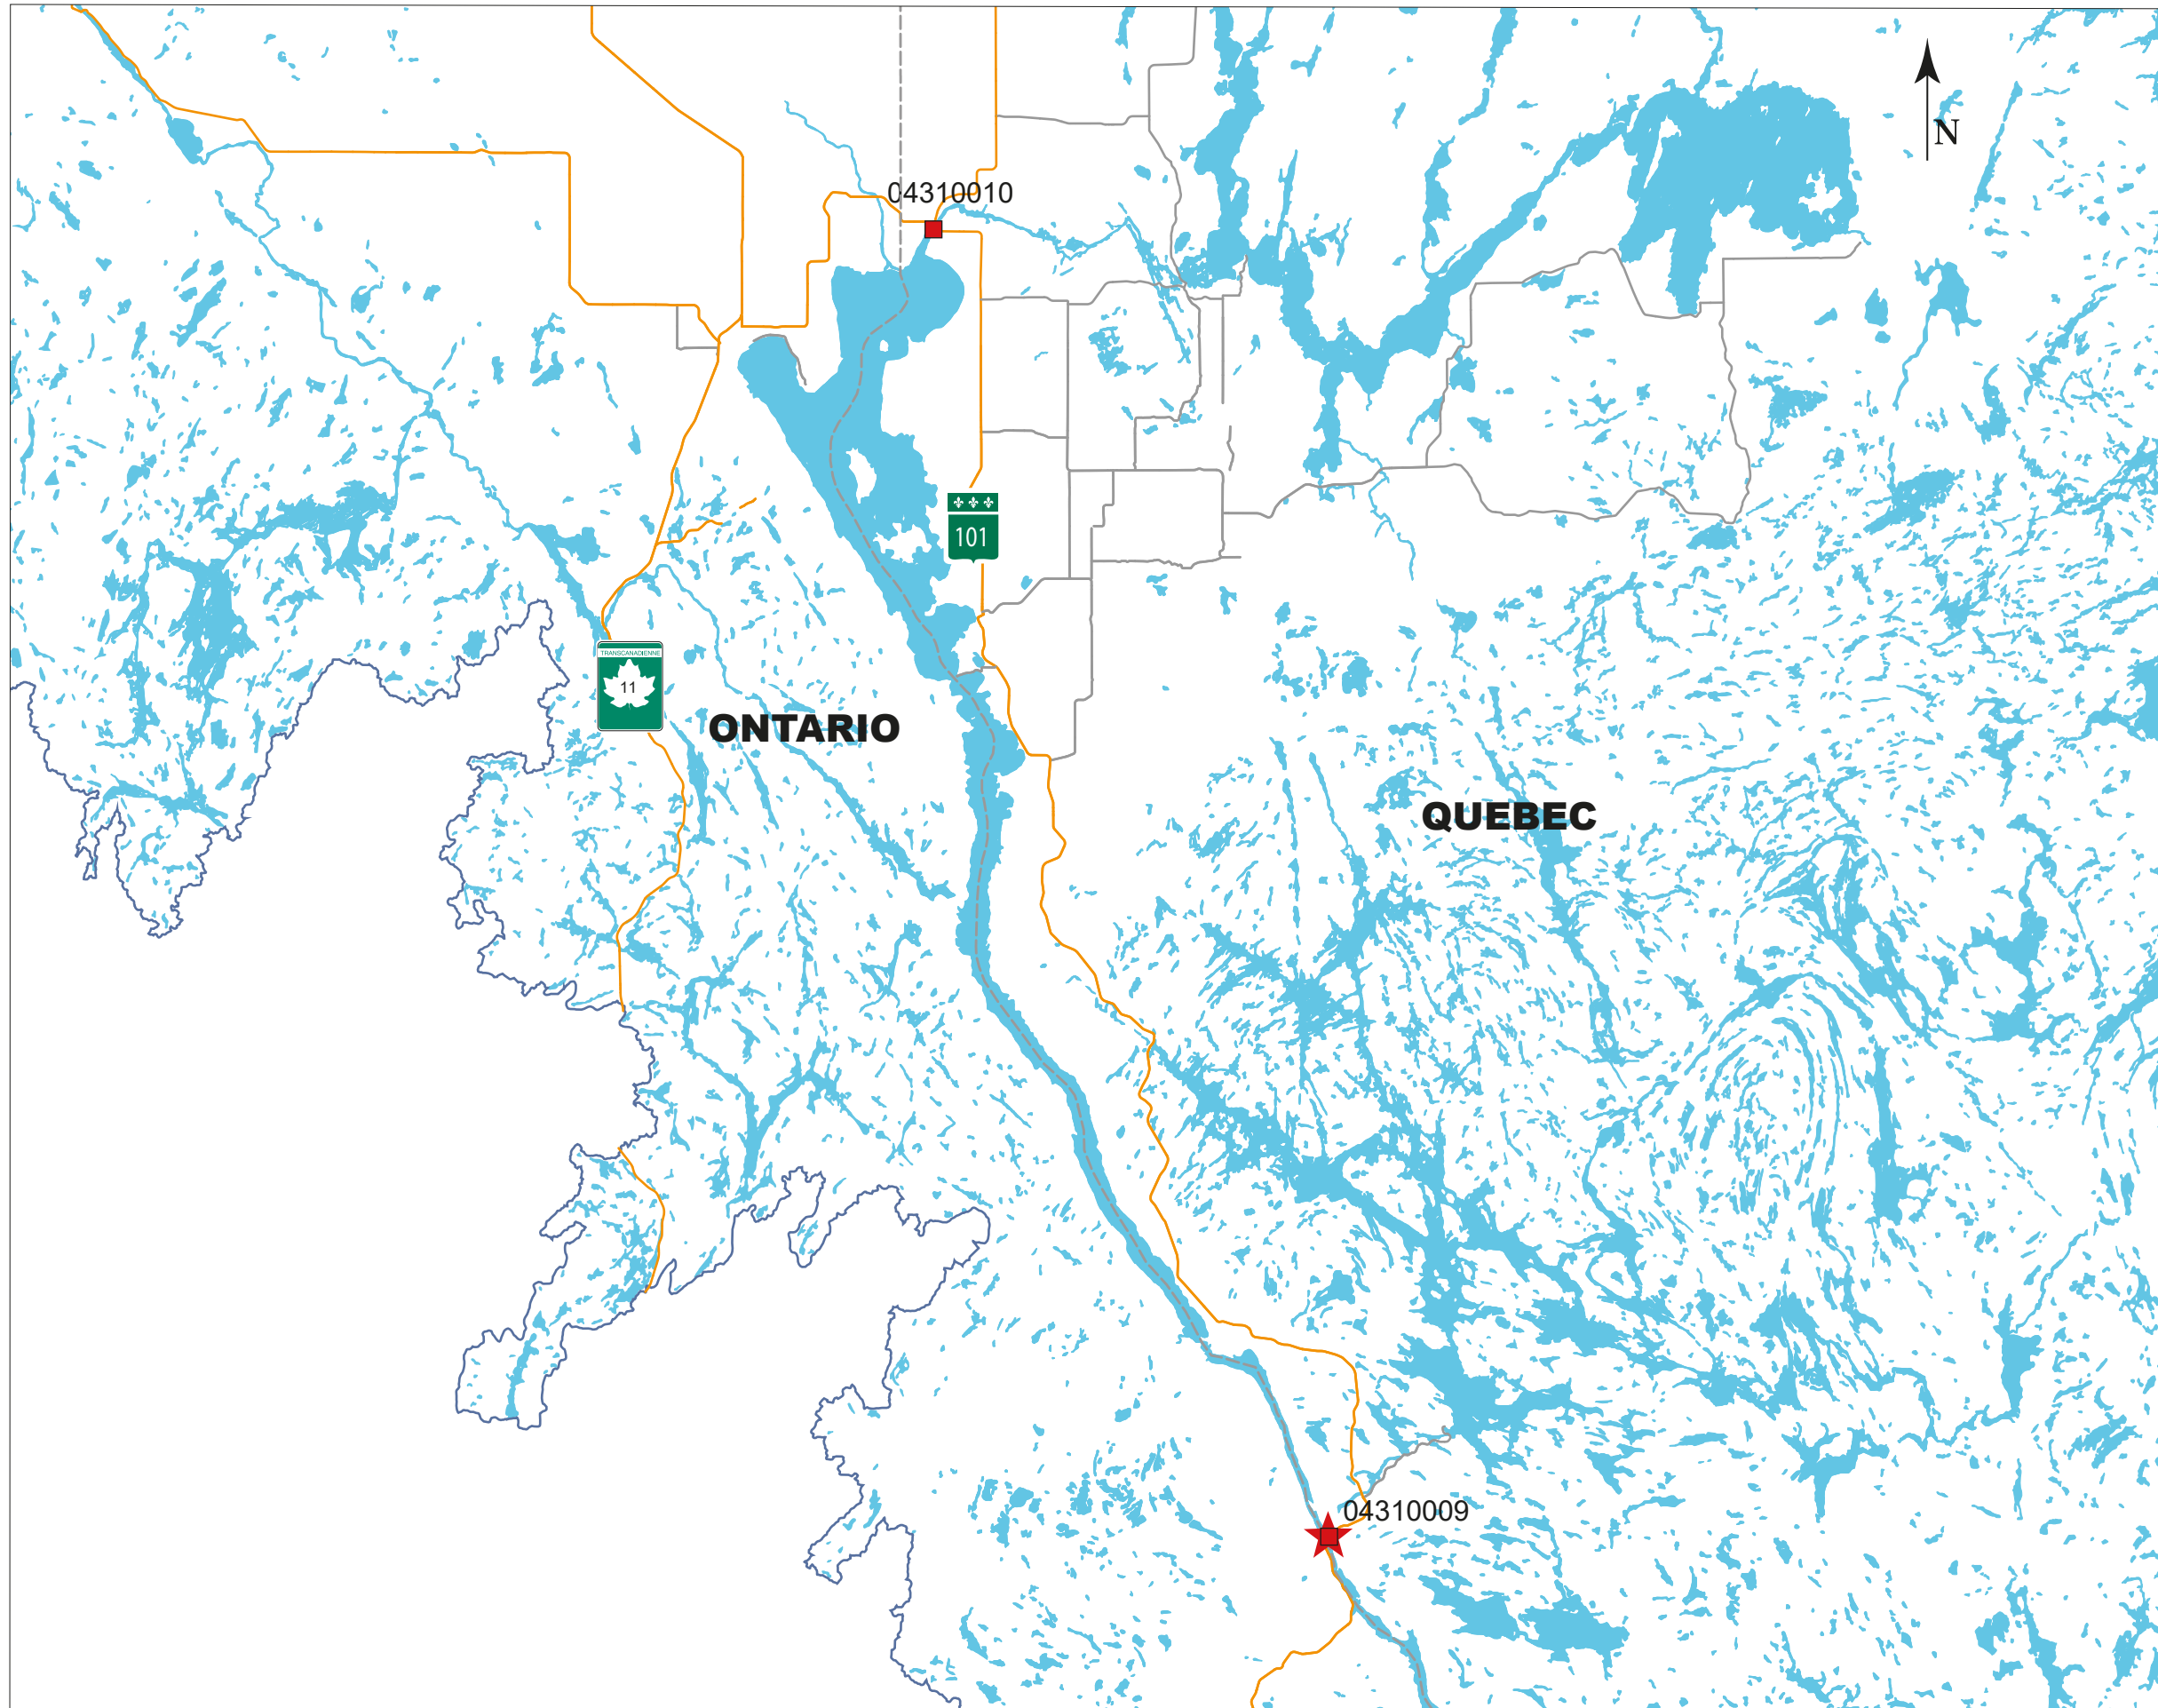 N
04310010
101
TRANSCANADIENNE
11
ONTARIO
QUEBEC
04310009